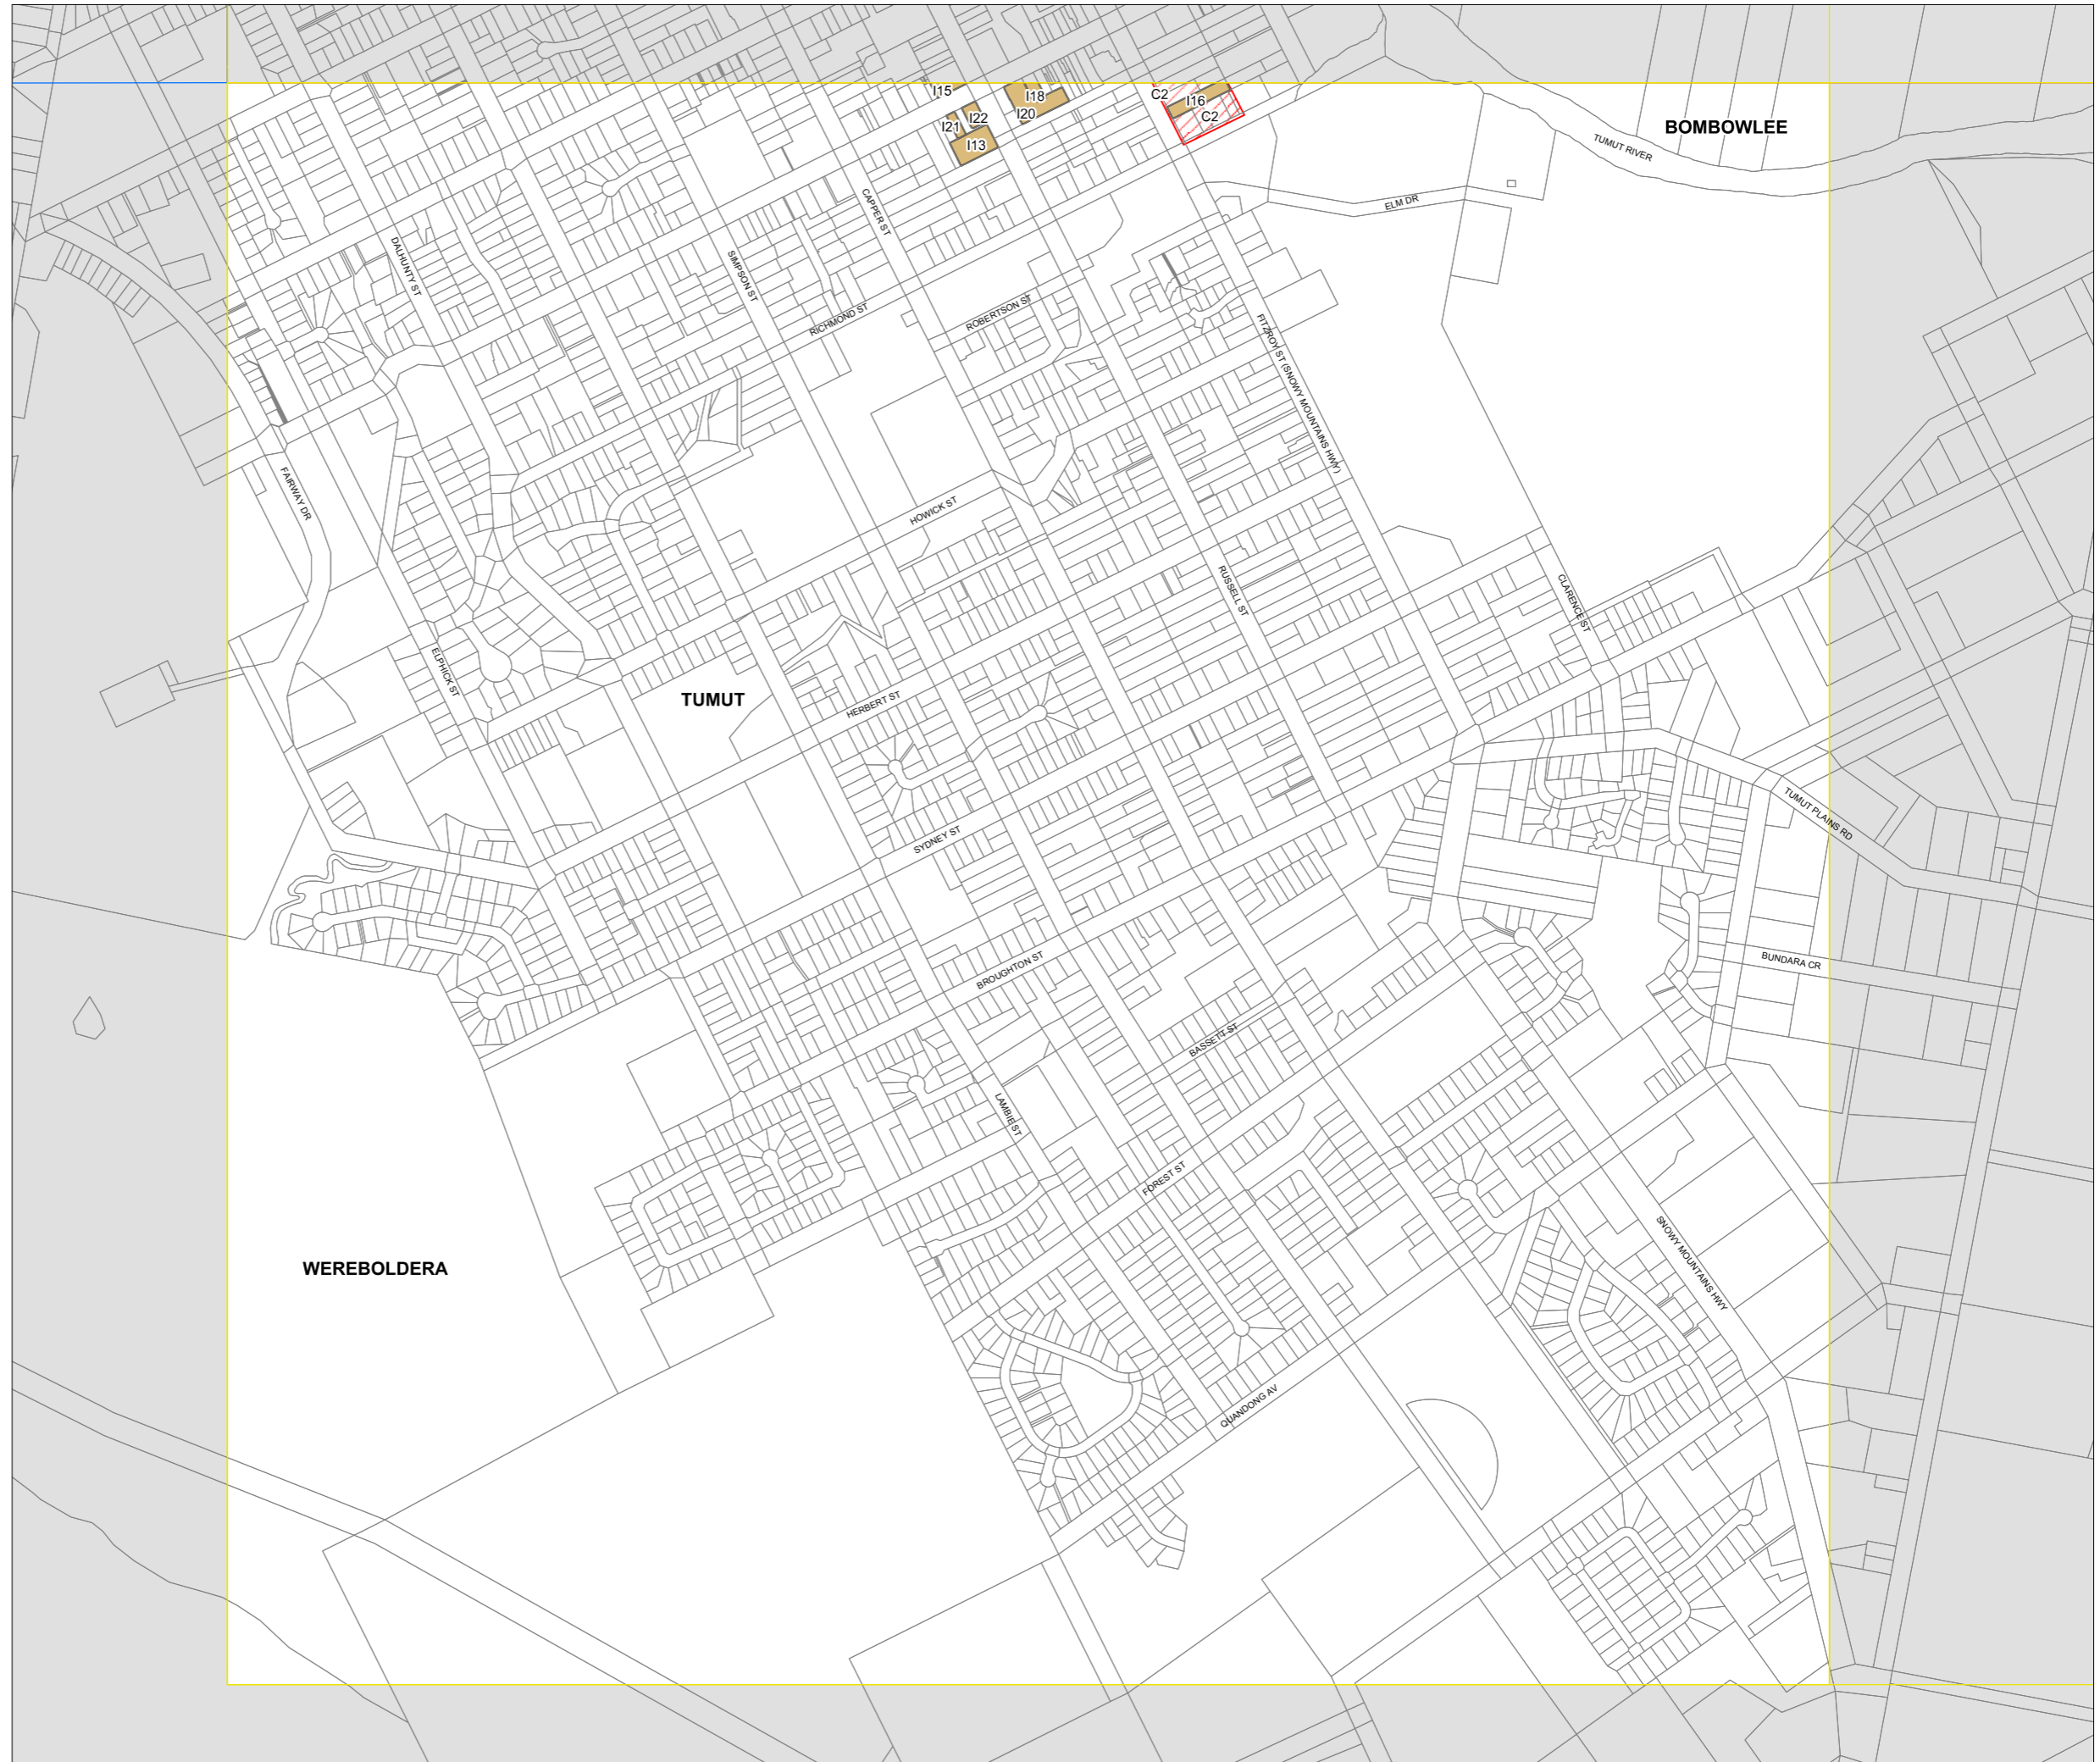 I15
I18
C2
I16
I20
C2
I22
I21
I13
BOMBOWLEE
TUMUT RIVER
ELM DR
CAPPER ST
DALHUNTY ST
SIMPSON ST
RICHMOND ST
ROBERTSON ST
FITZROY ST (SNOWY MOUNTAINS HWY)
FAIRWAY DR
HOWICK ST
RUSSELL ST
CLARENCE ST
ELPHICK ST
TUMUT
HERBERT ST
SYDNEY ST
TUMUT PLAINS RD
BROUGHTON ST
BUNDARA CR
BASSETT ST
LAMBIE ST
FOREST ST
SNOWY MOUNTAINS HWY
WEREBOLDERA
QUANDONG AV